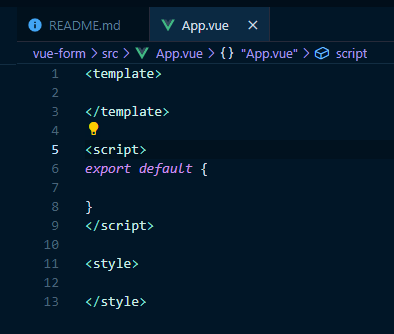 README.md App.vue
vue-form > src > App.vue > {} "App.vue" > script
1 <template>
2
3 </template>
4
5 <script>
6 export default {
7
8 }
9 </script>
10
11 <style>
12
13 </style>